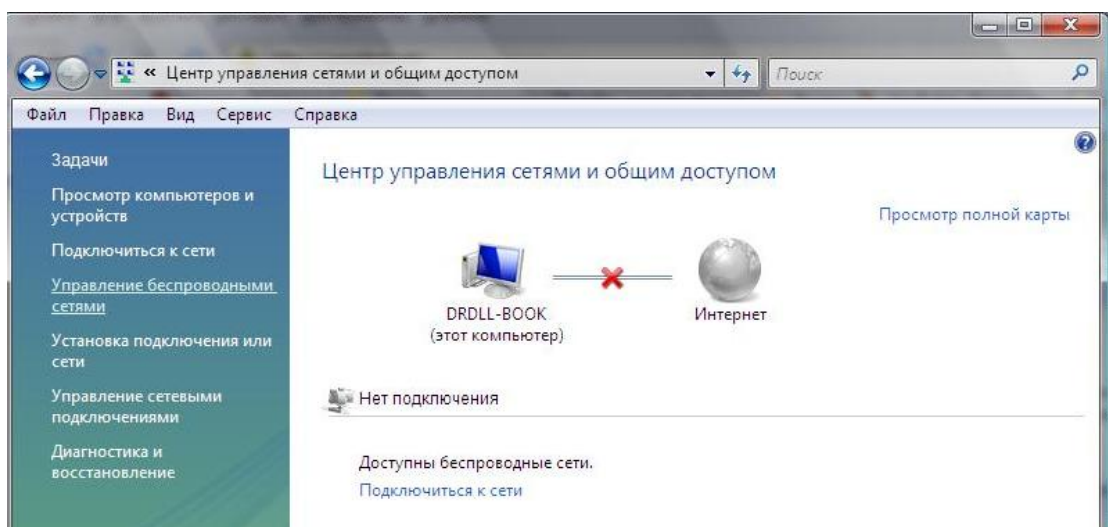 « Центр управления сетями и общим доступом
Поиск
Файл Правка Вид Сервис Справка
Задачи
Просмотр компьютеров и
устройств
Подключиться к сети
Управление беспроводными
сетями
Установка подключения или
сети
Управление сетевыми
подключениями
Диагностика и
восстановление
Центр управления сетями и общим доступом
Просмотр полной карты
DRDLL-BOOK
(этот компьютер)
Интернет
Нет подключения
Доступны беспроводные сети.
Подключиться к сети